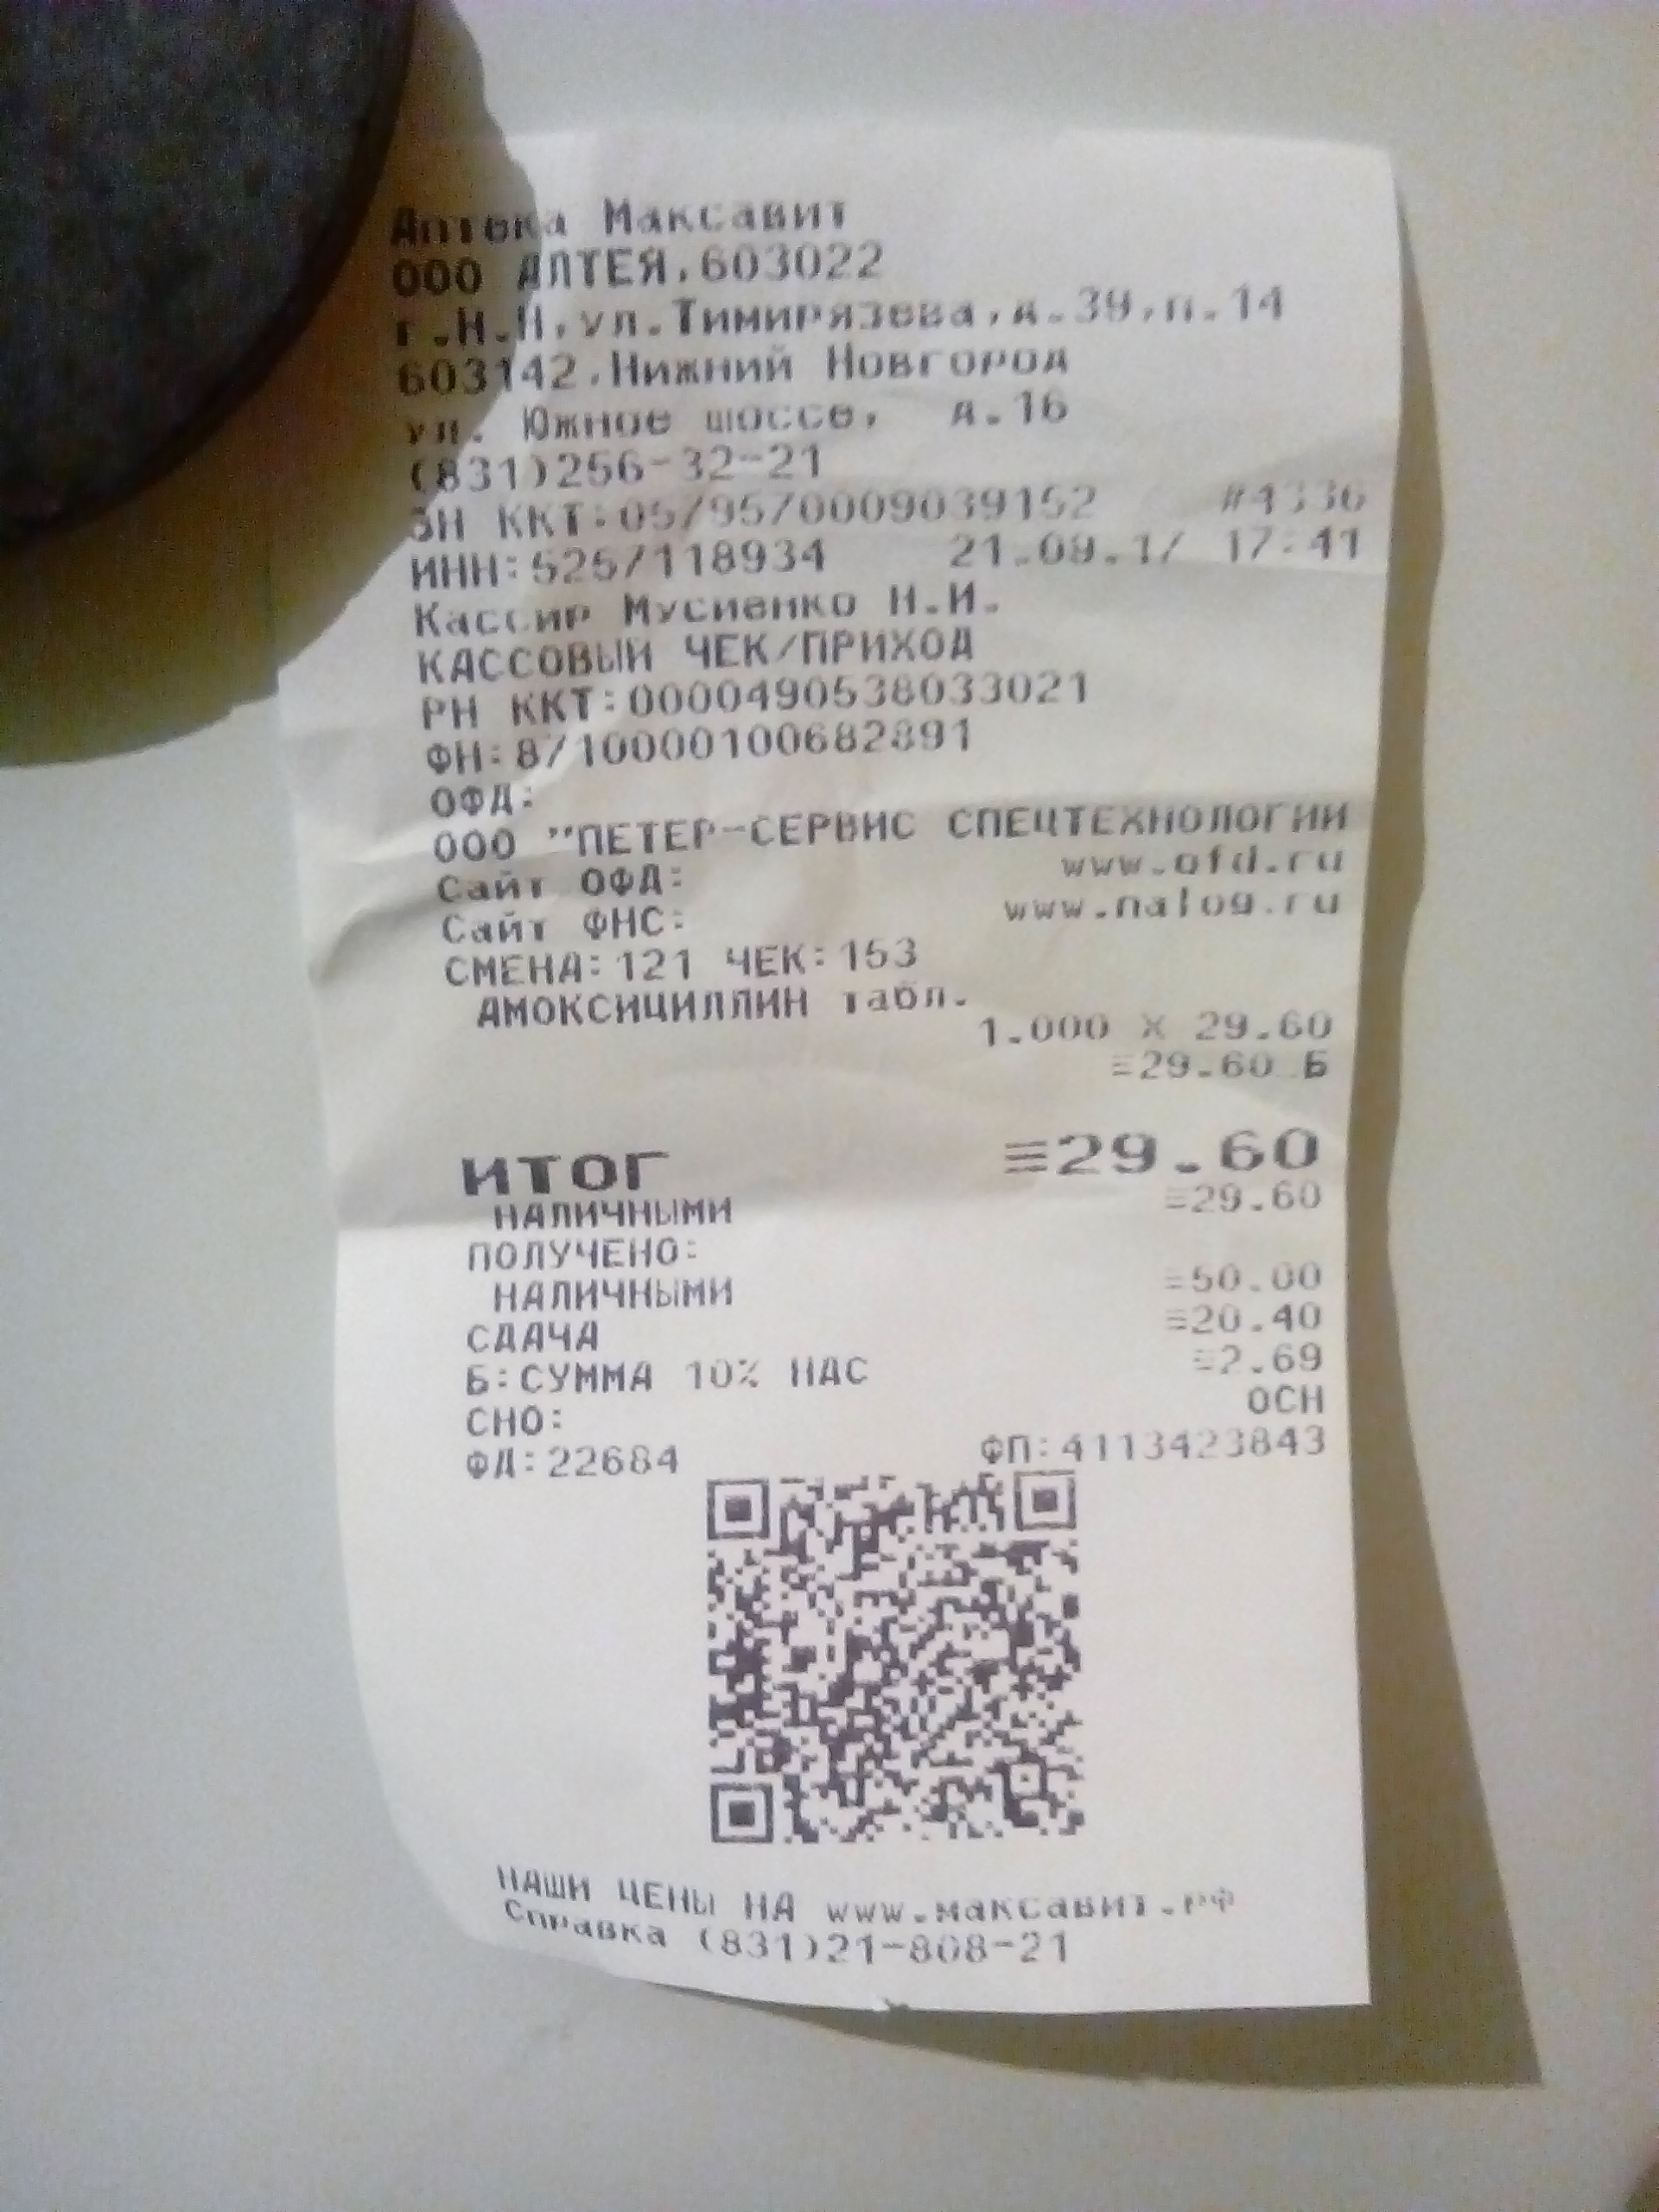 Аптека Максавит
ООО АЛТЕЯ,603022
г.Н.Н,ул.Тимирязева,д.39,п.14
603142,Нижний Новгород
ул. Южное шоссе, д.16
(831)256-32-21
ЗН ККТ:0579570009039152 #4336
ИНН:5257118934 21.09.17 17:41
Кассир Мусиенко Н.И.
КАССОВЫЙ ЧЕК/ПРИХОД
РН ККТ:0000490538033021
ФН:8710000100682891
ОФД:
ООО "ПЕТЕР-СЕРВИС СПЕЦТЕХНОЛОГИИ
Сайт ОФД: www.ofd.ru
Сайт ФНС: www.nalog.ru
СМЕНА:121 ЧЕК:153
АМОКСИЦИЛЛИН табл.
1.000 X 29.60
≡29.60 Б
ИТОГ ≡29.60
НАЛИЧНЫМИ ≡29.60
ПОЛУЧЕНО:
НАЛИЧНЫМИ ≡50.00
СДАЧА ≡20.40
Б:СУММА 10% НДС ≡2.69
СНО: ОСН
ФД:22684 ФП:4113423843
НАШИ ЦЕНЫ НА www.максавит.рф
Справка (831)21-808-21